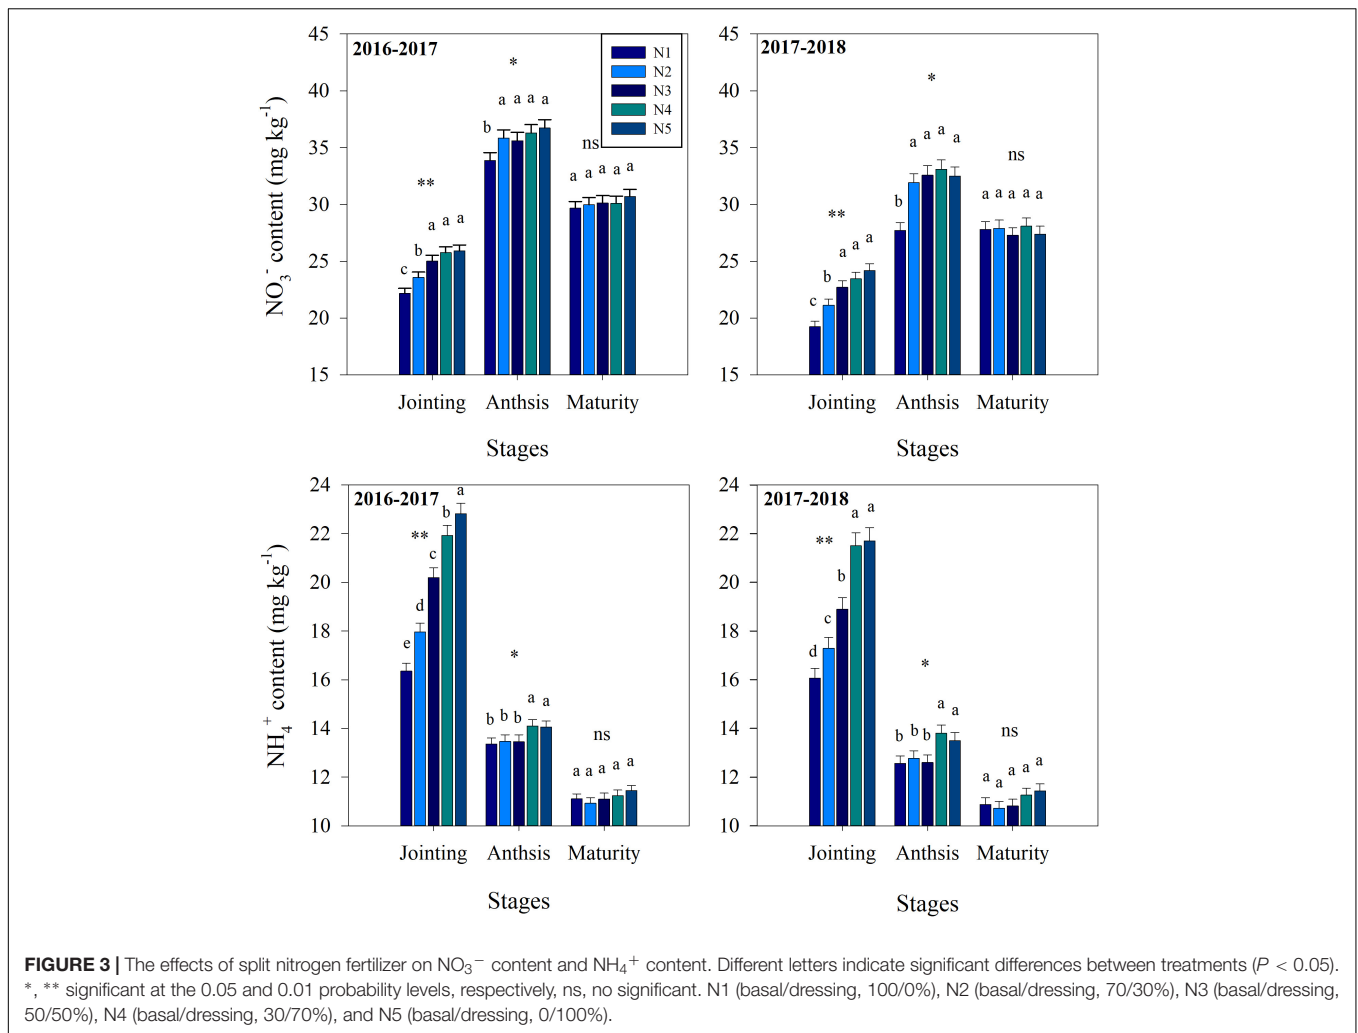 2016-2017
N1
N2
N3
N4
N5
NO₃⁻ content (mg kg⁻¹)
45
40
35
30
25
20
15
c b a a a
**
b a a a a
*
a a a a a
ns
Jointing Anthsis Maturity
Stages
2017-2018
45
40
35
30
25
20
15
c b a a a
**
b a a a a
*
a a a a a
ns
Jointing Anthsis Maturity
Stages
2016-2017
NH₄⁺ content (mg kg⁻¹)
24
22
20
18
16
14
12
10
e d c b a
**
b b b a a
*
a a a a a
ns
Jointing Anthsis Maturity
Stages
2017-2018
24
22
20
18
16
14
12
10
d c b a a
**
b b b a a
*
a a a a a
ns
Jointing Anthsis Maturity
Stages
FIGURE 3 | The effects of split nitrogen fertilizer on NO₃⁻ content and NH₄⁺ content. Different letters indicate significant differences between treatments (P < 0.05).
*, ** significant at the 0.05 and 0.01 probability levels, respectively, ns, no significant. N1 (basal/dressing, 100/0%), N2 (basal/dressing, 70/30%), N3 (basal/dressing,
50/50%), N4 (basal/dressing, 30/70%), and N5 (basal/dressing, 0/100%).